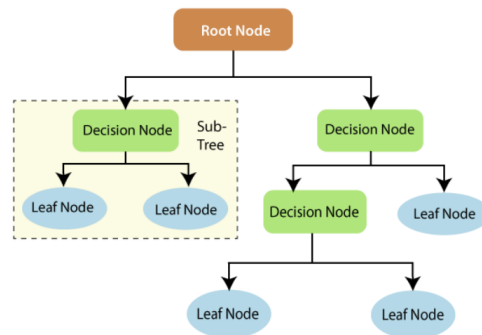 Root Node
Decision Node
Sub-
Tree
Decision Node
Leaf Node
Leaf Node
Decision Node
Leaf Node
Leaf Node
Leaf Node